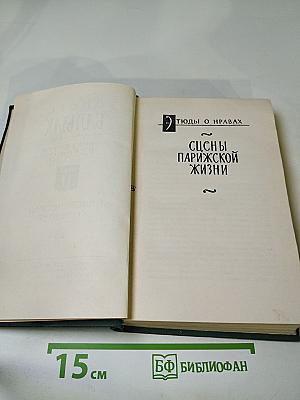 ЭТЮДЫ О НРАВАХ
СЦЕНЫ
ПАРИЖСКОЙ
ЖИЗНИ
15 см
БФ БИБЛИОФАН